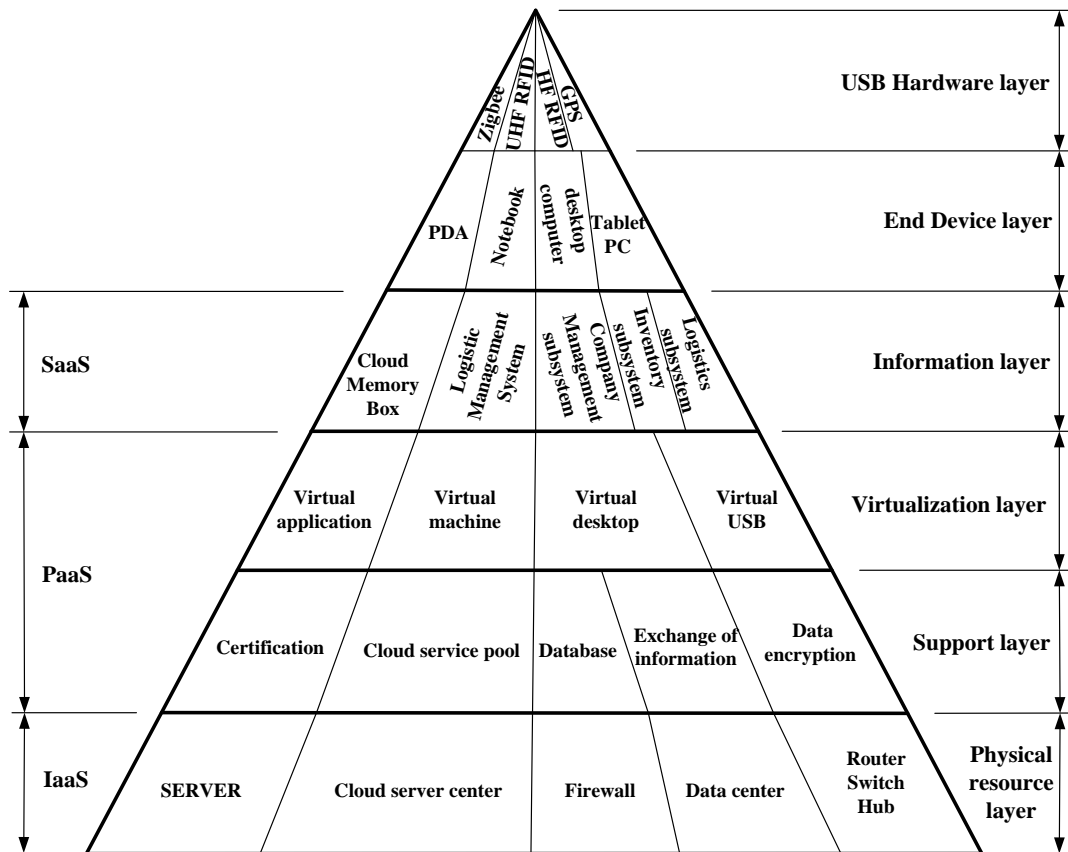 Zigbee
UHF RFID
HF RFID
GPS
USB Hardware layer
PDA
Notebook
desktop
computer
Tablet
PC
End Device layer
SaaS
Cloud
Memory
Box
Logistic
Management
System
Company
Management
subsystem
Inventory
subsystem
Logistics
subsystem
Information layer
PaaS
Virtual
application
Virtual
machine
Virtual
desktop
Virtual
USB
Virtualization layer
Certification
Cloud service pool
Database
Exchange of
information
Data
encryption
Support layer
IaaS
SERVER
Cloud server center
Firewall
Data center
Router
Switch
Hub
Physical
resource
layer